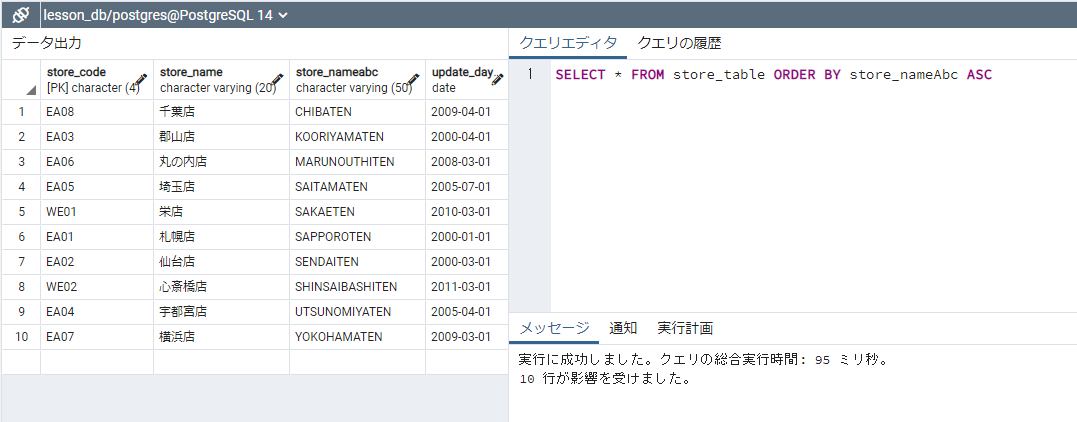 lesson_db/postgres@PostgreSQL 14
データ出力
store_code store_name store_nameabc update_day
[PK] character (4) character varying (20) character varying (50) date
1 EA08 千葉店 CHIBATEN 2009-04-01
2 EA03 郡山店 KOORIYAMATEN 2000-04-01
3 EA06 丸の内店 MARUNOUTHITEN 2008-03-01
4 EA05 埼玉店 SAITAMATEN 2005-07-01
5 WE01 栄店 SAKAETEN 2010-03-01
6 EA01 札幌店 SAPPOROTEN 2000-01-01
7 EA02 仙台店 SENDAITEN 2000-03-01
8 WE02 心斎橋店 SHINSAIBASHITEN 2011-03-01
9 EA04 宇都宮店 UTSUNOMIYATEN 2005-04-01
10 EA07 横浜店 YOKOHAMATEN 2009-03-01
クエリエディタ クエリの履歴
1 SELECT * FROM store_table ORDER BY store_nameAbc ASC
メッセージ 通知 実行計画
実行に成功しました。クエリの総合実行時間: 95 ミリ秒。
10 行が影響を受けました。